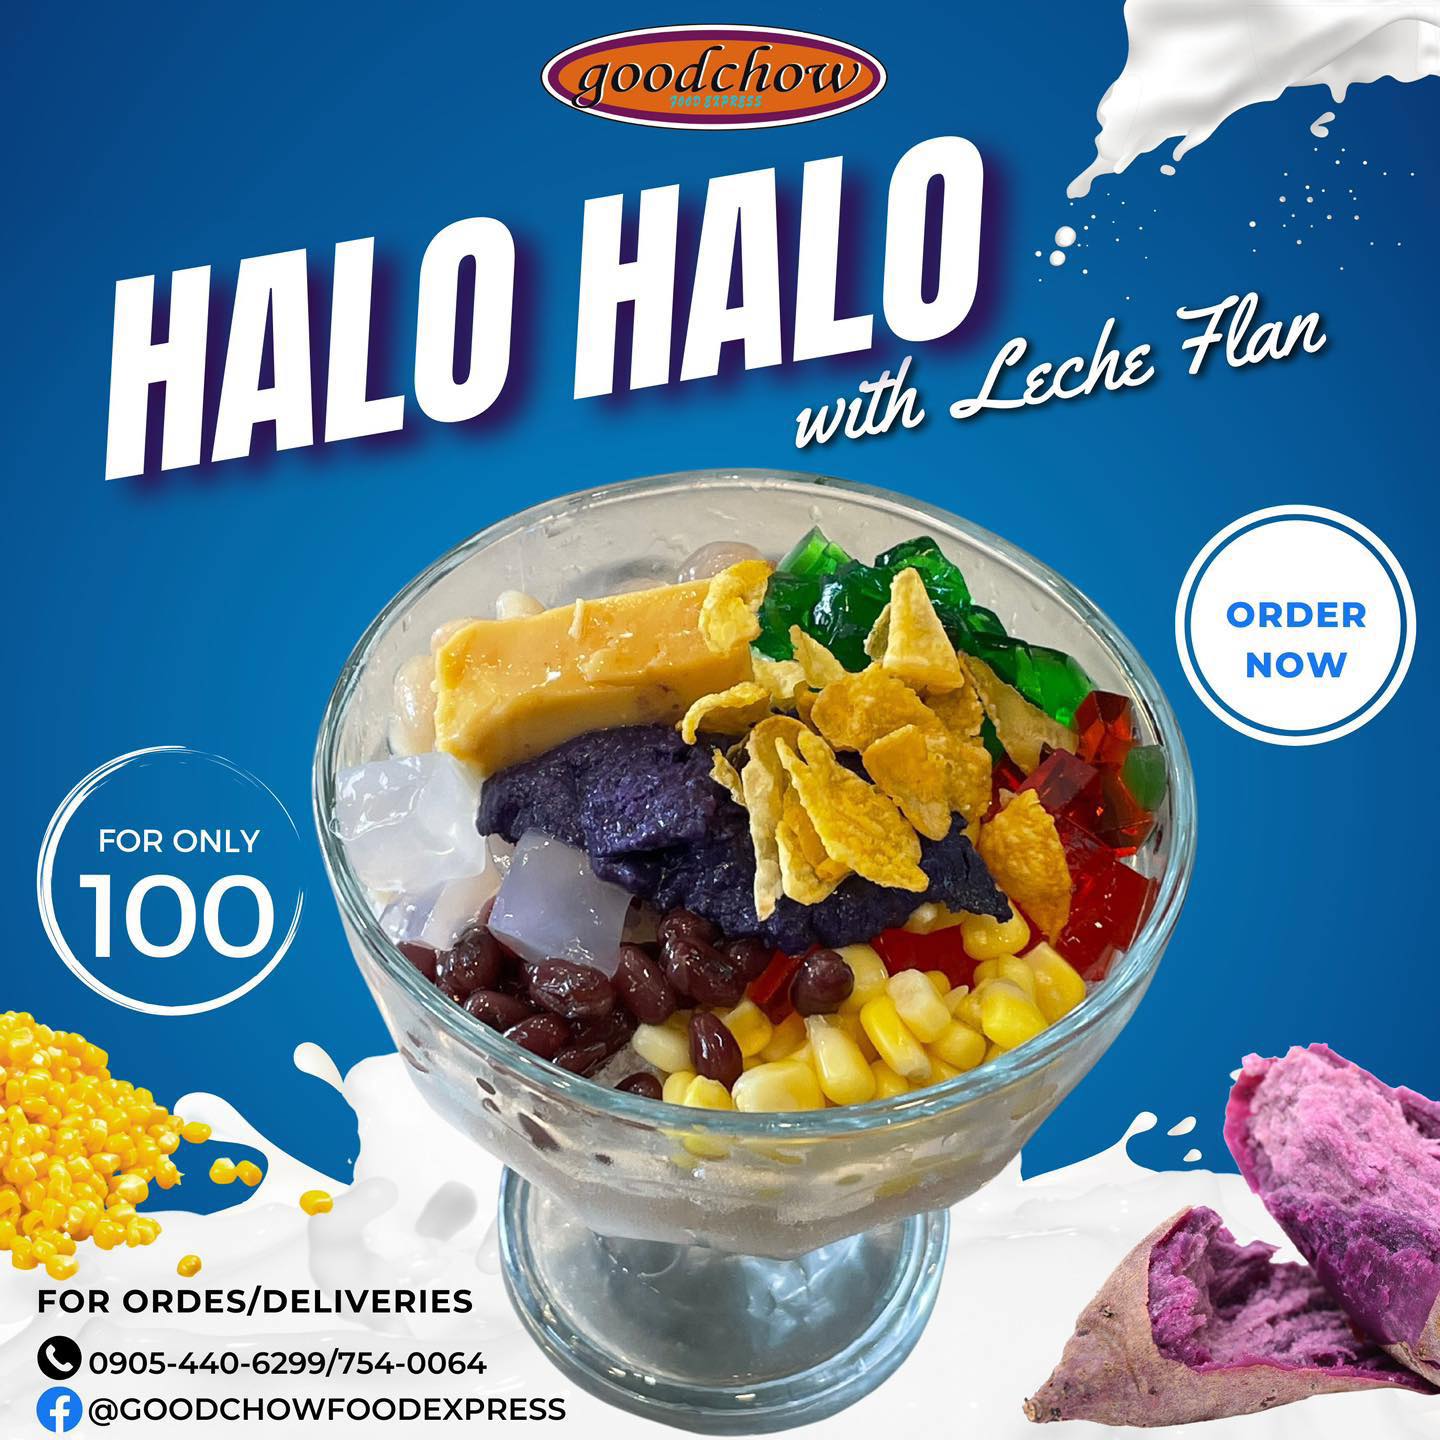 goodchow
FOOD EXPRESS
HALO HALO
with Leche Flan
ORDER
NOW
FOR ONLY
100
FOR ORDES/DELIVERIES
0905-440-6299/754-0064
@GOODCHOWFOODEXPRESS